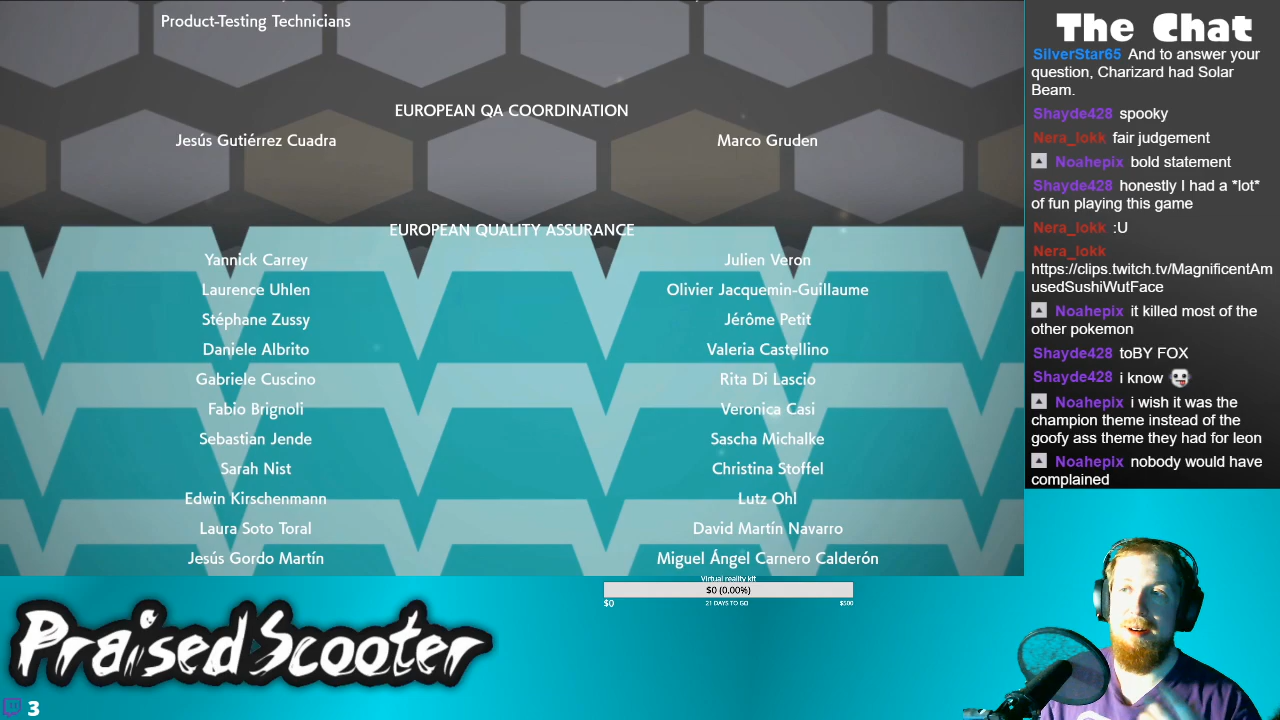 Product-Testing Technicians
EUROPEAN QA COORDINATION
Jesús Gutiérrez Cuadra
Marco Gruden
EUROPEAN QUALITY ASSURANCE
Yannick Carrey
Julien Veron
Laurence Uhlen
Olivier Jacquemin-Guillaume
Stéphane Zussy
Jérôme Petit
Daniele Albrito
Valeria Castellino
Gabriele Cuscino
Rita Di Lascio
Fabio Brignoli
Veronica Casi
Sebastian Jende
Sascha Michalke
Sarah Nist
Christina Stoffel
Edwin Kirschenmann
Lutz Ohl
Laura Soto Toral
David Martín Navarro
Jesús Gordo Martín
Miguel Ángel Carnero Calderón
The Chat
SilverStar65 And to answer your
question, Charizard had Solar
Beam.
Shayde428 spooky
Nera_lokk fair judgement
Noahepix bold statement
Shayde428 honestly I had a *lot*
of fun playing this game
Nera_lokk :U
Nera_lokk
https://clips.twitch.tv/MagnificentAm
usedSushiWutFace
Noahepix it killed most of the
other pokemon
Shayde428 toBY FOX
Shayde428 i know
Noahepix i wish it was the
champion theme instead of the
goofy ass theme they had for leon
Noahepix nobody would have
complained
Virtual reality kit
$0 (0.00%)
$0
21 DAYS TO GO
$500
PraisedScooter
3